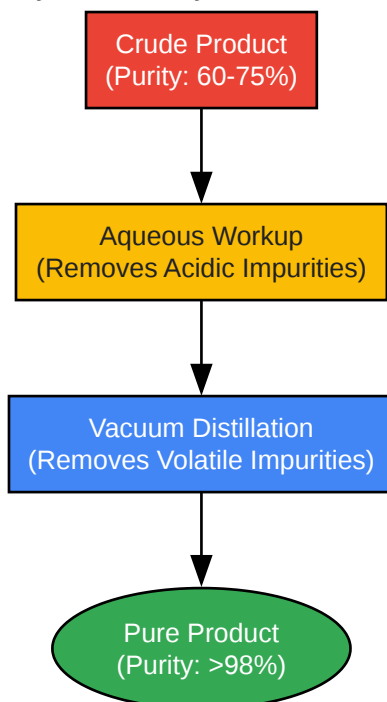 Crude Product
(Purity: 60-75%)
Aqueous Workup
(Removes Acidic Impurities)
Vacuum Distillation
(Removes Volatile Impurities)
Pure Product
(Purity: >98%)